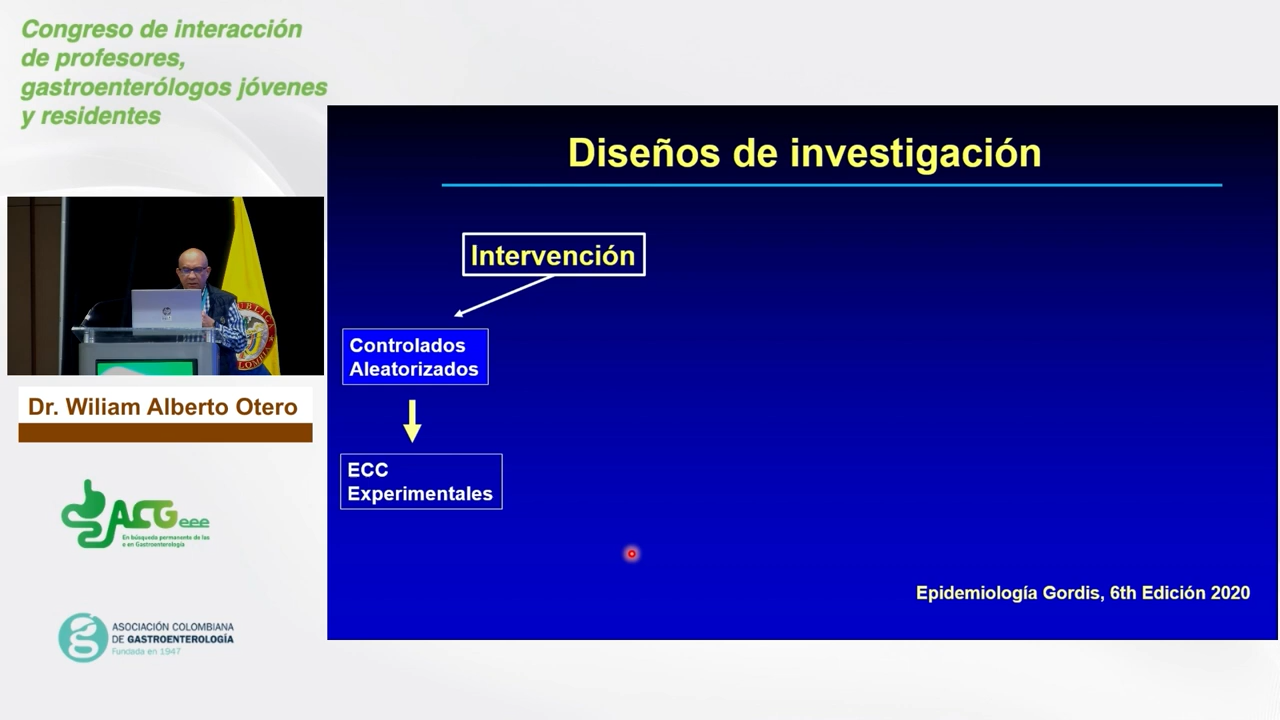 Congreso de interacción
de profesores,
gastroenterólogos jóvenes
y residentes
Diseños de investigación
Intervención
Controlados
Aleatorizados
ECC
Experimentales
Epidemiología Gordis, 6th Edición 2020
Dr. Wiliam Alberto Otero
ACGeee
En búsqueda permanente de las
e en Gastroenterología
ASOCIACIÓN COLOMBIANA
DE GASTROENTEROLOGÍA
Fundada en 1947